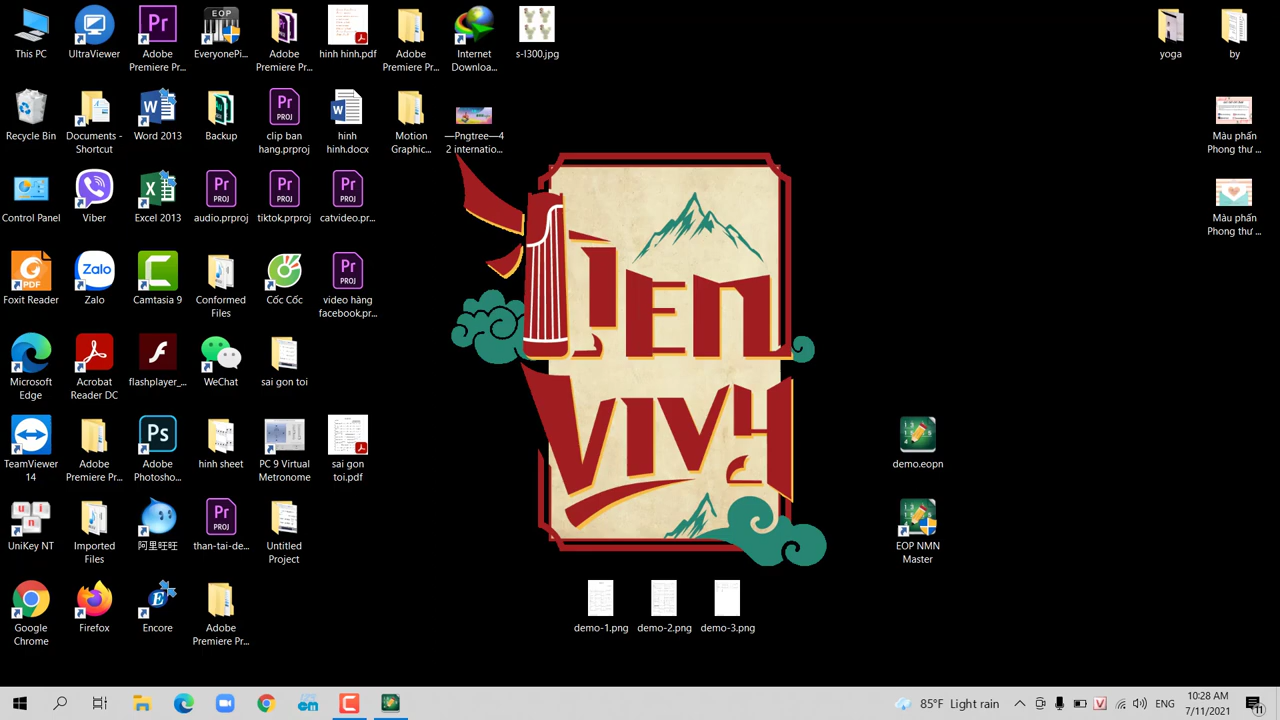 This PC
UltraViewer
Adobe
Premiere Pr...
EOP
EveryonePi...
Adobe
Premiere Pr...
hinh hinh.pdf
Adobe
Premiere Pr...
Internet
Downloa...
s-l300.jpg
yoga
by
Recycle Bin
Documents -
Shortcut
Word 2013
Backup
clip ban
hang.prproj
hinh
hinh.docx
Motion
Graphic...
—Pngtree—4
2 internatio...
Mẫu phấn
Phong thư ...
Control Panel
Viber
Excel 2013
audio.prproj
tiktok.prproj
catvideo.pr...
Mẫu phấn
Phong thư ...
Foxit Reader
Zalo
Camtasia 9
Conformed
Files
Cốc Cốc
video hàng
facebook.pr...
Microsoft
Edge
Acrobat
Reader DC
flashplayer_...
WeChat
sai gon toi
TeamViewer
14
Adobe
Premiere Pr...
Adobe
Photosho...
hinh sheet
PC 9 Virtual
Metronome
sai gon
toi.pdf
demo.eopn
UniKey NT
Imported
Files
阿里旺旺
than-tai-de...
Untitled
Project
EOP NMN
Master
Google
Chrome
Firefox
Encore
Adobe
Premiere Pr...
demo-1.png
demo-2.png
demo-3.png
85°F Light rain
ENG
10:28 AM
7/11/2021
11